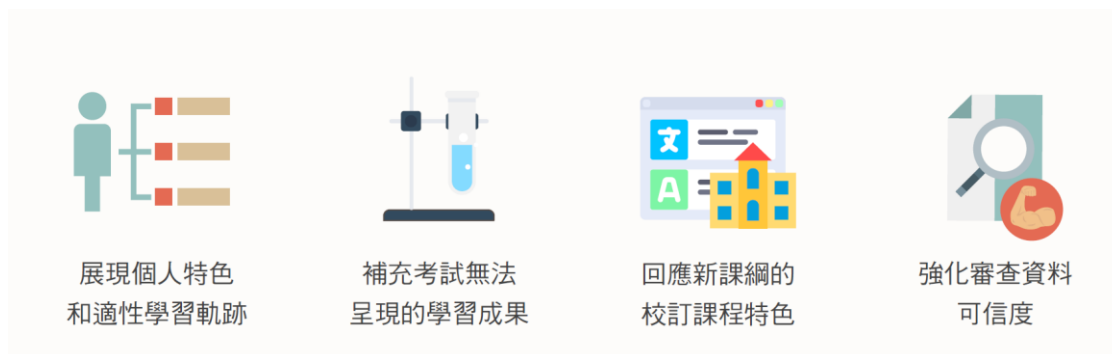 文
A
展現個人特色
和適性學習軌跡
補充考試無法
呈現的學習成果
回應新課綱的
校訂課程特色
強化審查資料
可信度